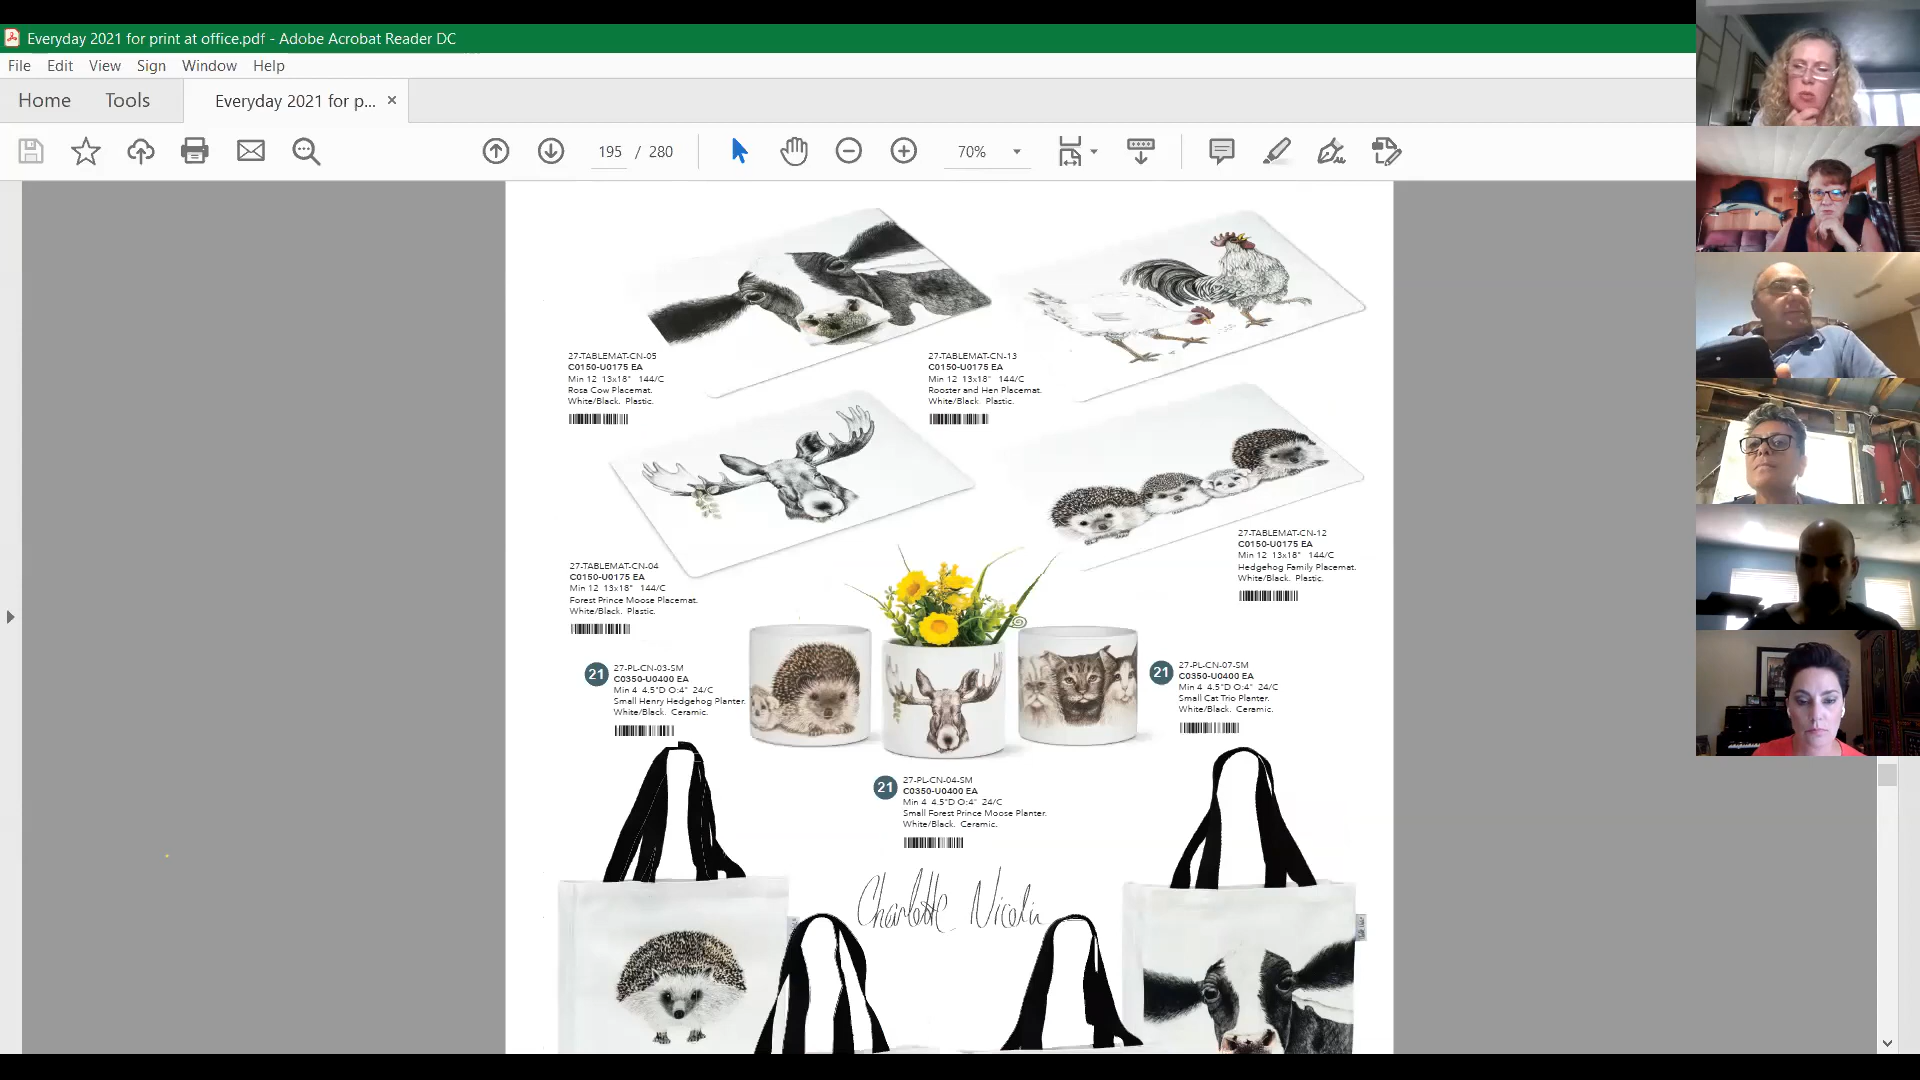 Everyday 2021 for print at office.pdf - Adobe Acrobat Reader DC
File Edit View Sign Window Help
Home Tools Everyday 2021 for p... ×
195 / 280 70%
27-TABLEMAT-CN-05
C0150-U0175 EA
Min 12 13x18" 144/C
Rosa Cow Placemat.
White/Black. Plastic.
27-TABLEMAT-CN-13
C0150-U0175 EA
Min 12 13x18" 144/C
Rooster and Hen Placemat.
White/Black. Plastic.
27-TABLEMAT-CN-04
C0150-U0175 EA
Min 12 13x18" 144/C
Forest Prince Moose Placemat.
White/Black. Plastic.
27-TABLEMAT-CN-12
C0150-U0175 EA
Min 12 13x18" 144/C
Hedgehog Family Placemat.
White/Black. Plastic.
21
27-PL-CN-03-SM
C0350-U0400 EA
Min 4 4.5"D O:4" 24/C
Small Henry Hedgehog Planter.
White/Black. Ceramic.
21
27-PL-CN-07-SM
C0350-U0400 EA
Min 4 4.5"D O:4" 24/C
Small Cat Trio Planter.
White/Black. Ceramic.
21
27-PL-CN-04-SM
C0350-U0400 EA
Min 4 4.5"D O:4" 24/C
Small Forest Prince Moose Planter.
White/Black. Ceramic.
Charlotte Nicolin